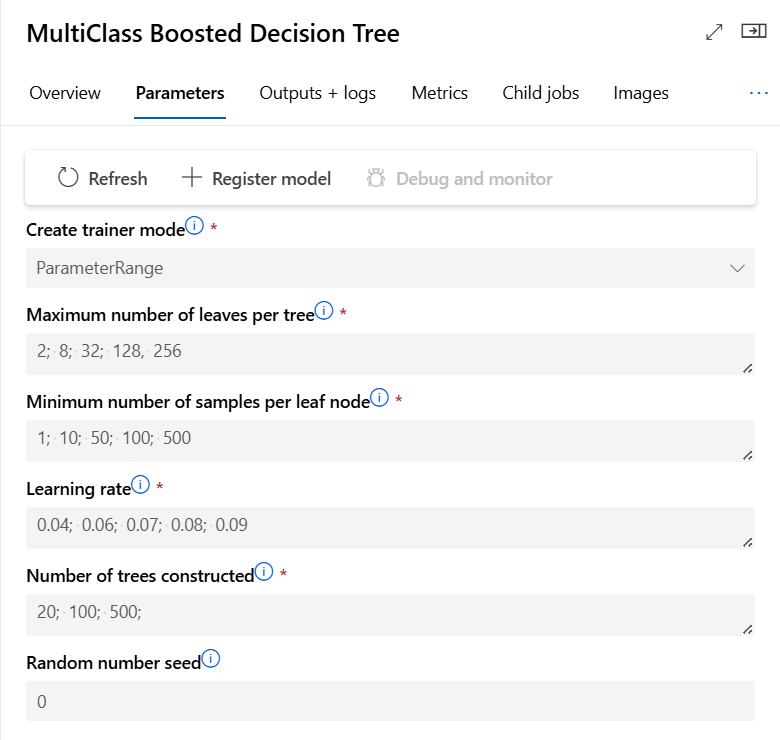 MultiClass Boosted Decision Tree
Overview Parameters Outputs + logs Metrics Child jobs Images ...
Refresh Register model Debug and monitor
Create trainer mode *
ParameterRange
Maximum number of leaves per tree *
2; 8; 32; 128, 256
Minimum number of samples per leaf node *
1; 10; 50; 100; 500
Learning rate *
0.04; 0.06; 0.07; 0.08; 0.09
Number of trees constructed *
20; 100; 500;
Random number seed
0